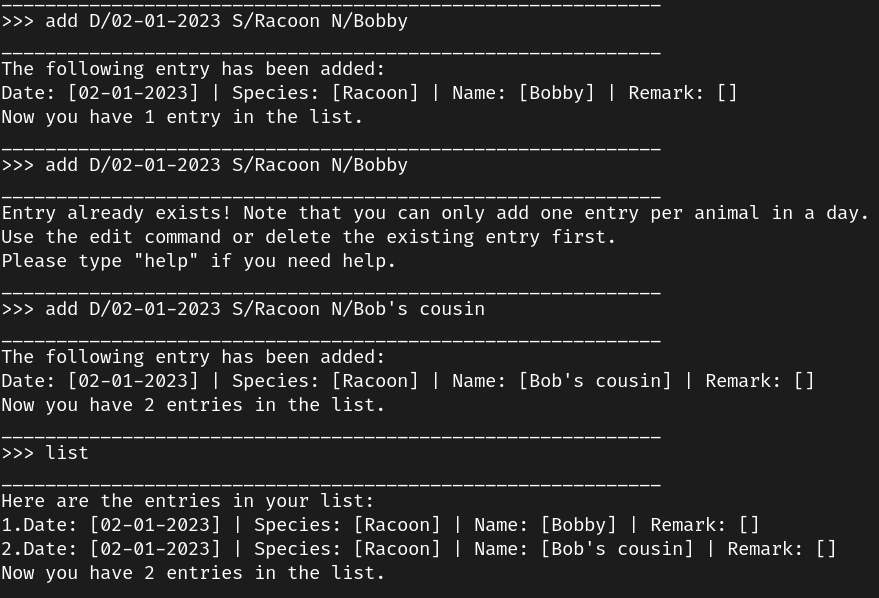 ____________________________________________________________
>>> add D/02-01-2023 S/Racoon N/Bobby
____________________________________________________________
The following entry has been added:
Date: [02-01-2023] | Species: [Racoon] | Name: [Bobby] | Remark: []
Now you have 1 entry in the list.
____________________________________________________________
>>> add D/02-01-2023 S/Racoon N/Bobby
____________________________________________________________
Entry already exists! Note that you can only add one entry per animal in a day.
Use the edit command or delete the existing entry first.
Please type "help" if you need help.
____________________________________________________________
>>> add D/02-01-2023 S/Racoon N/Bob's cousin
____________________________________________________________
The following entry has been added:
Date: [02-01-2023] | Species: [Racoon] | Name: [Bob's cousin] | Remark: []
Now you have 2 entries in the list.
____________________________________________________________
>>> list
____________________________________________________________
Here are the entries in your list:
1.Date: [02-01-2023] | Species: [Racoon] | Name: [Bobby] | Remark: []
2.Date: [02-01-2023] | Species: [Racoon] | Name: [Bob's cousin] | Remark: []
Now you have 2 entries in the list.